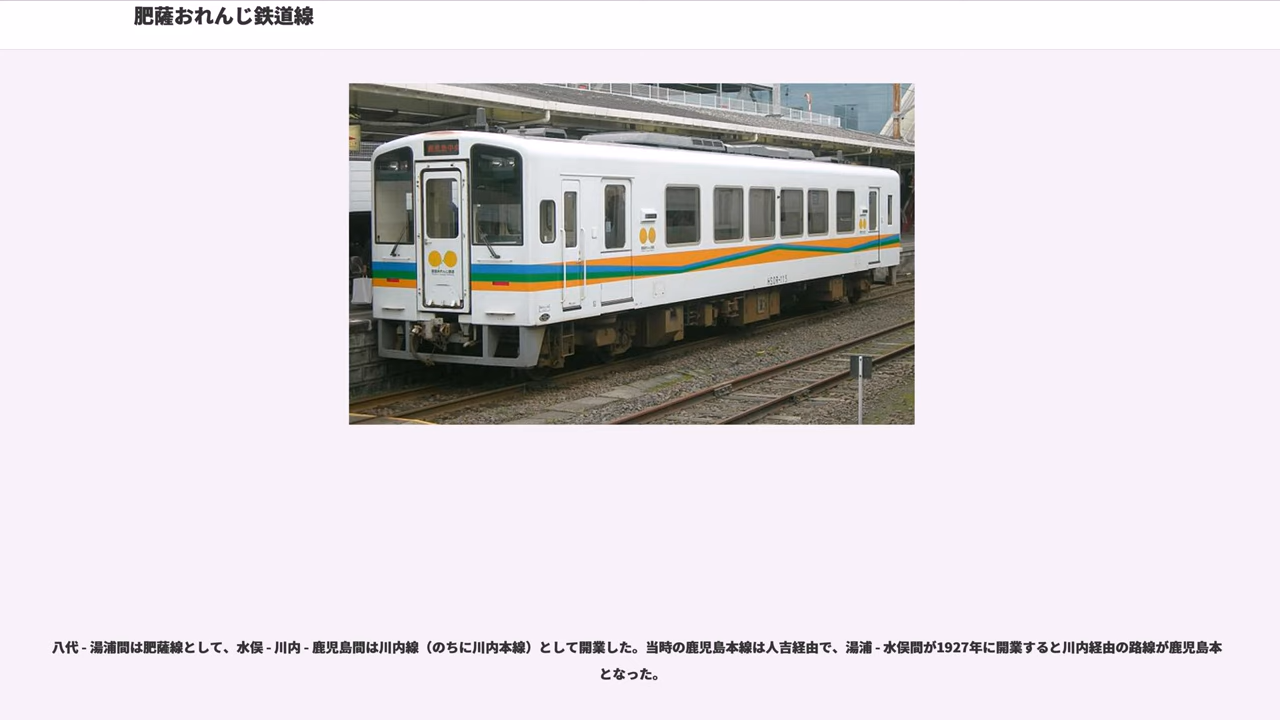 肥薩おれんじ鉄道線
八代 - 湯浦間は肥薩線として、水俣 - 川内 - 鹿児島間は川内線（のちに川内本線）として開業した。当時の鹿児島本線は人吉経由で、湯浦 - 水俣間が1927年に開業すると川内経由の路線が鹿児島本
となった。